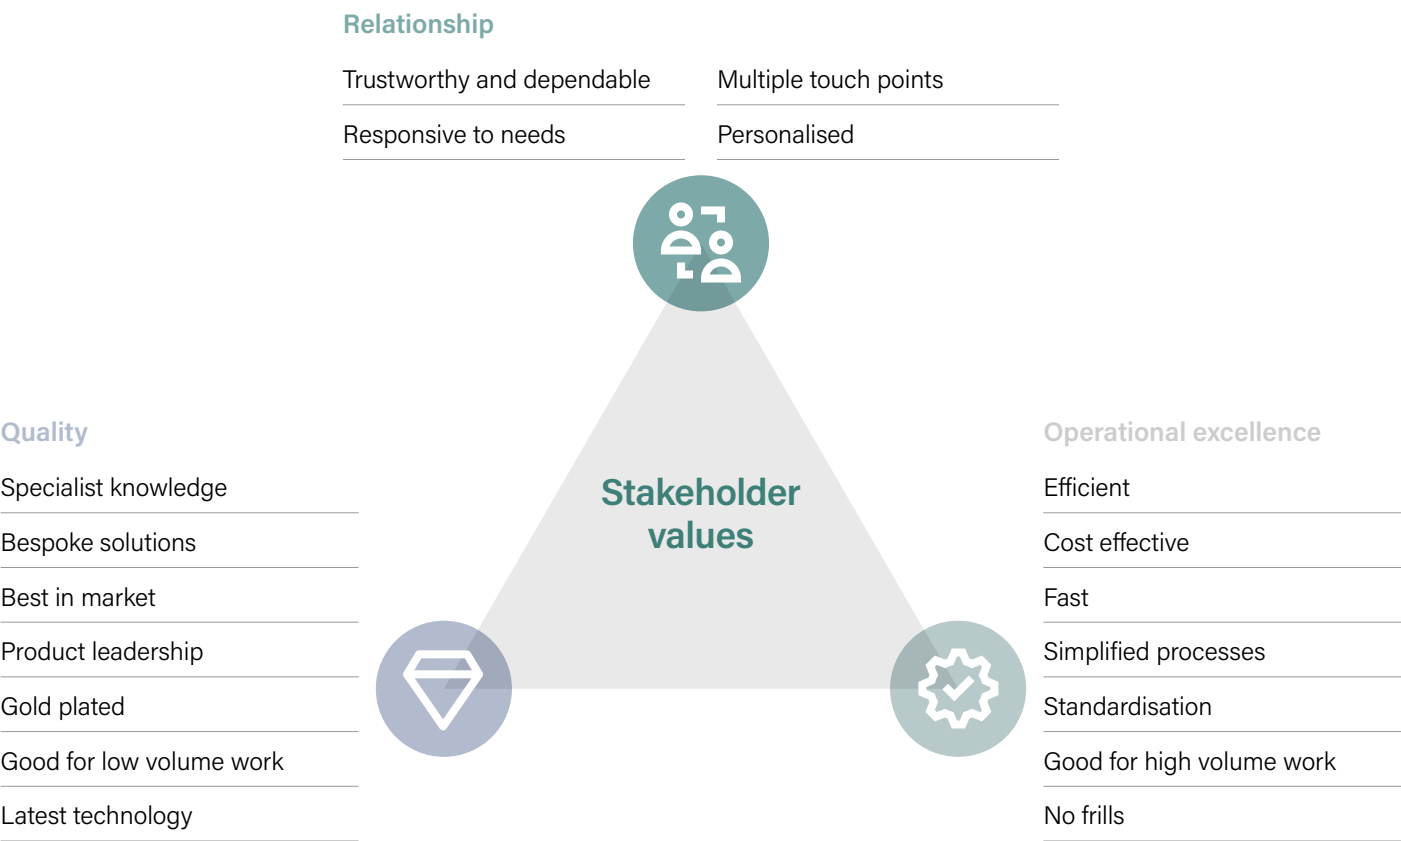 Relationship
Trustworthy and dependable
Multiple touch points
Responsive to needs
Personalised
Quality
Specialist knowledge
Bespoke solutions
Best in market
Product leadership
Gold plated
Good for low volume work
Latest technology
Stakeholder
values
Operational excellence
Efficient
Cost effective
Fast
Simplified processes
Standardisation
Good for high volume work
No frills